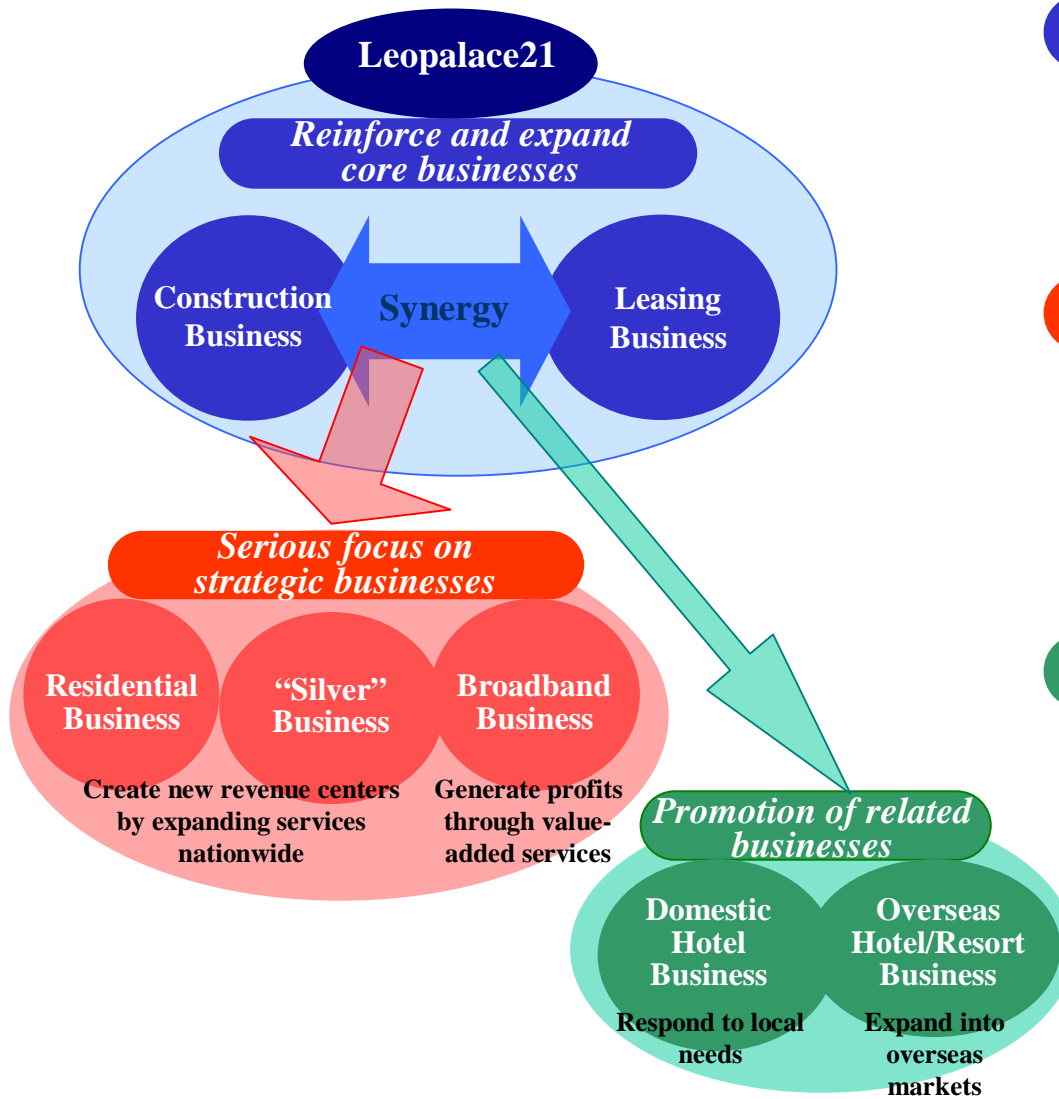 Leopalace21
Reinforce and expand
core businesses
Construction
Business
Synergy
Leasing
Business
Serious focus on
strategic businesses
Residential
Business
“Silver”
Business
Broadband
Business
Create new revenue centers
by expanding services
nationwide
Generate profits
through value-
added services
Promotion of related
businesses
Domestic
Hotel
Business
Overseas
Hotel/Resort
Business
Respond to local
needs
Expand into
overseas
markets